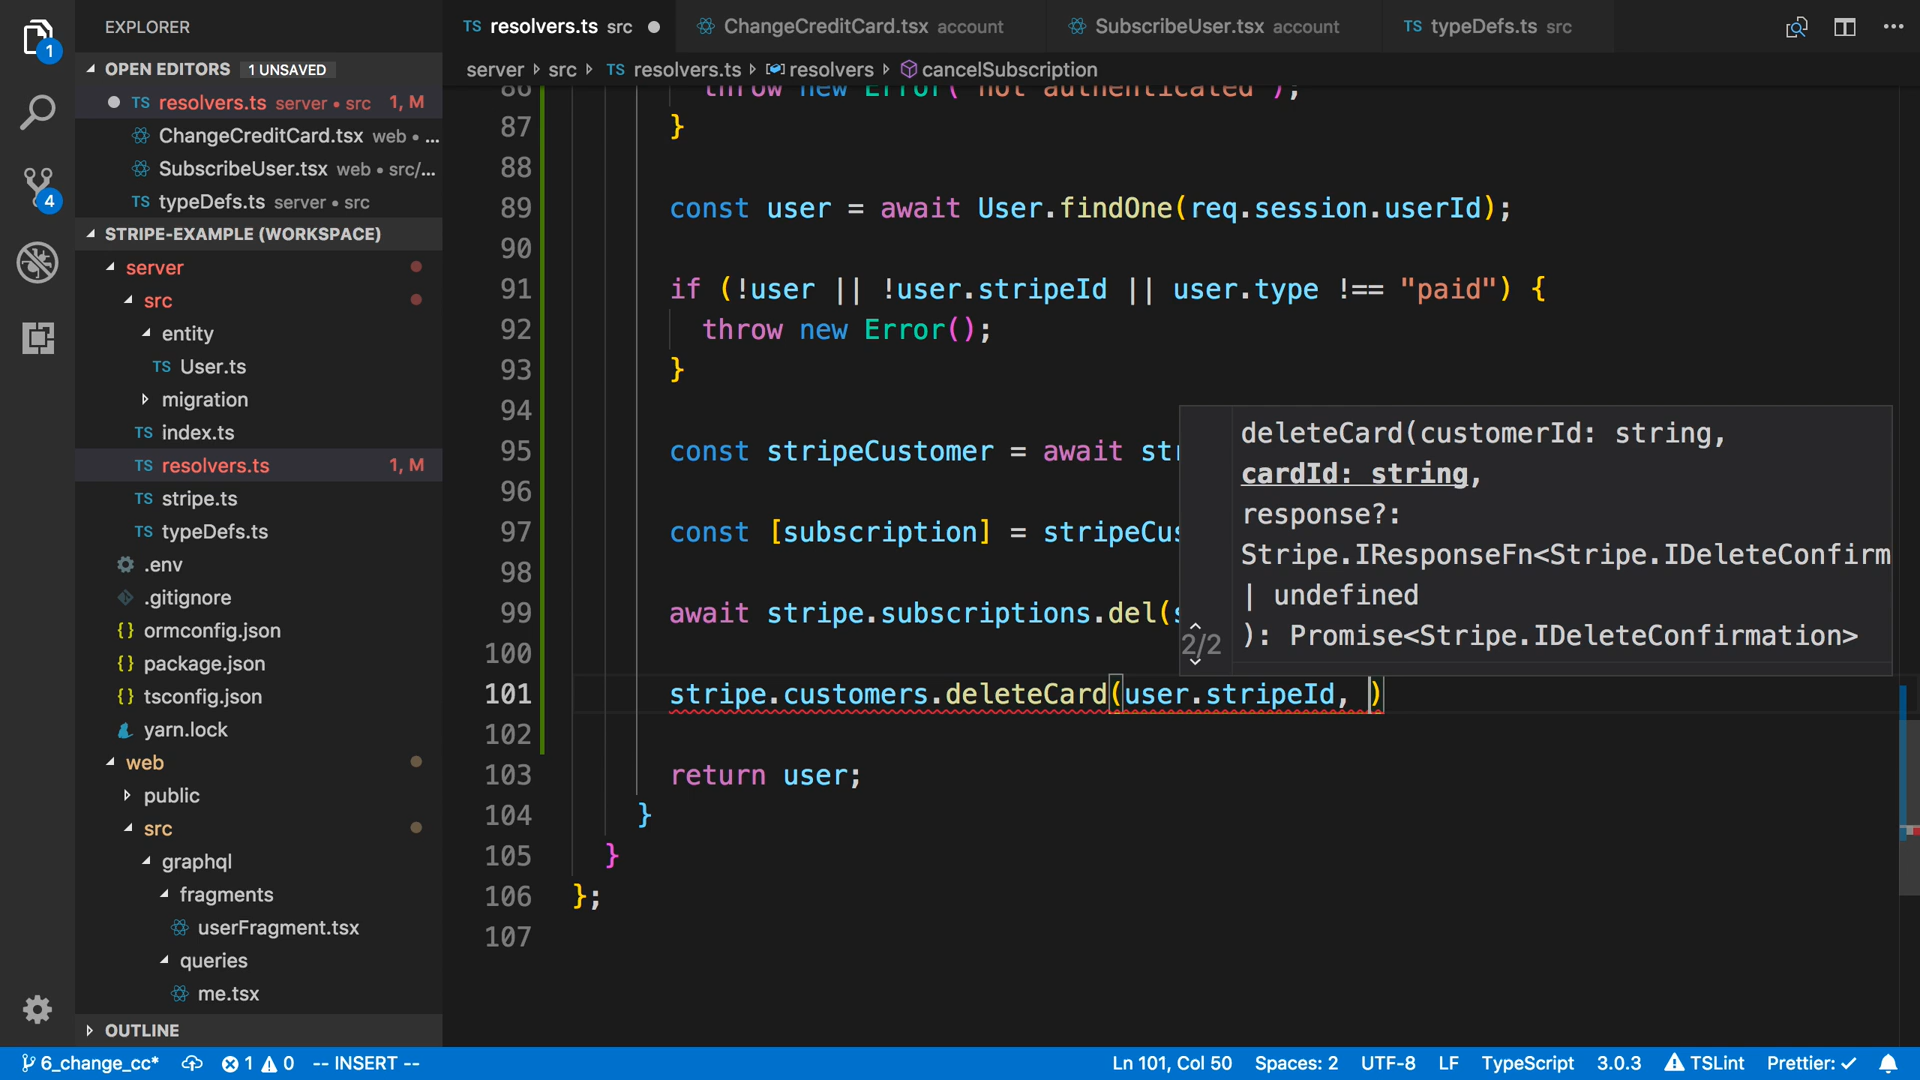 EXPLORER
1
OPEN EDITORS 1 UNSAVED
TS resolvers.ts server • src 1, M
ChangeCreditCard.tsx web • ...
SubscribeUser.tsx web • src/...
TS typeDefs.ts server • src
4
STRIPE-EXAMPLE (WORKSPACE)
server
src
entity
TS User.ts
migration
TS index.ts
TS resolvers.ts 1, M
TS stripe.ts
TS typeDefs.ts
.env
.gitignore
{} ormconfig.json
{} package.json
{} tsconfig.json
yarn.lock
web
public
src
graphql
fragments
userFragment.tsx
queries
me.tsx
OUTLINE
TS resolvers.ts src
ChangeCreditCard.tsx account
SubscribeUser.tsx account
TS typeDefs.ts src
server src TS resolvers.ts resolvers cancelSubscription
86 throw new Error("not authenticated");
87 }
88
89 const user = await User.findOne(req.session.userId);
90
91 if (!user || !user.stripeId || user.type !== "paid") {
92 throw new Error();
93 }
94
95 const stripeCustomer = await str
96
97 const [subscription] = stripeCus
98
99 await stripe.subscriptions.del(s
100
101 stripe.customers.deleteCard(user.stripeId, )
102
103 return user;
104 }
105 }
106 };
107
deleteCard(customerId: string,
cardId: string,
response?:
Stripe.IResponseFn<Stripe.IDeleteConfirm
| undefined
2/2 ): Promise<Stripe.IDeleteConfirmation>
6_change_cc* 1 0 -- INSERT -- Ln 101, Col 50 Spaces: 2 UTF-8 LF TypeScript 3.0.3 TSLint Prettier: ✓